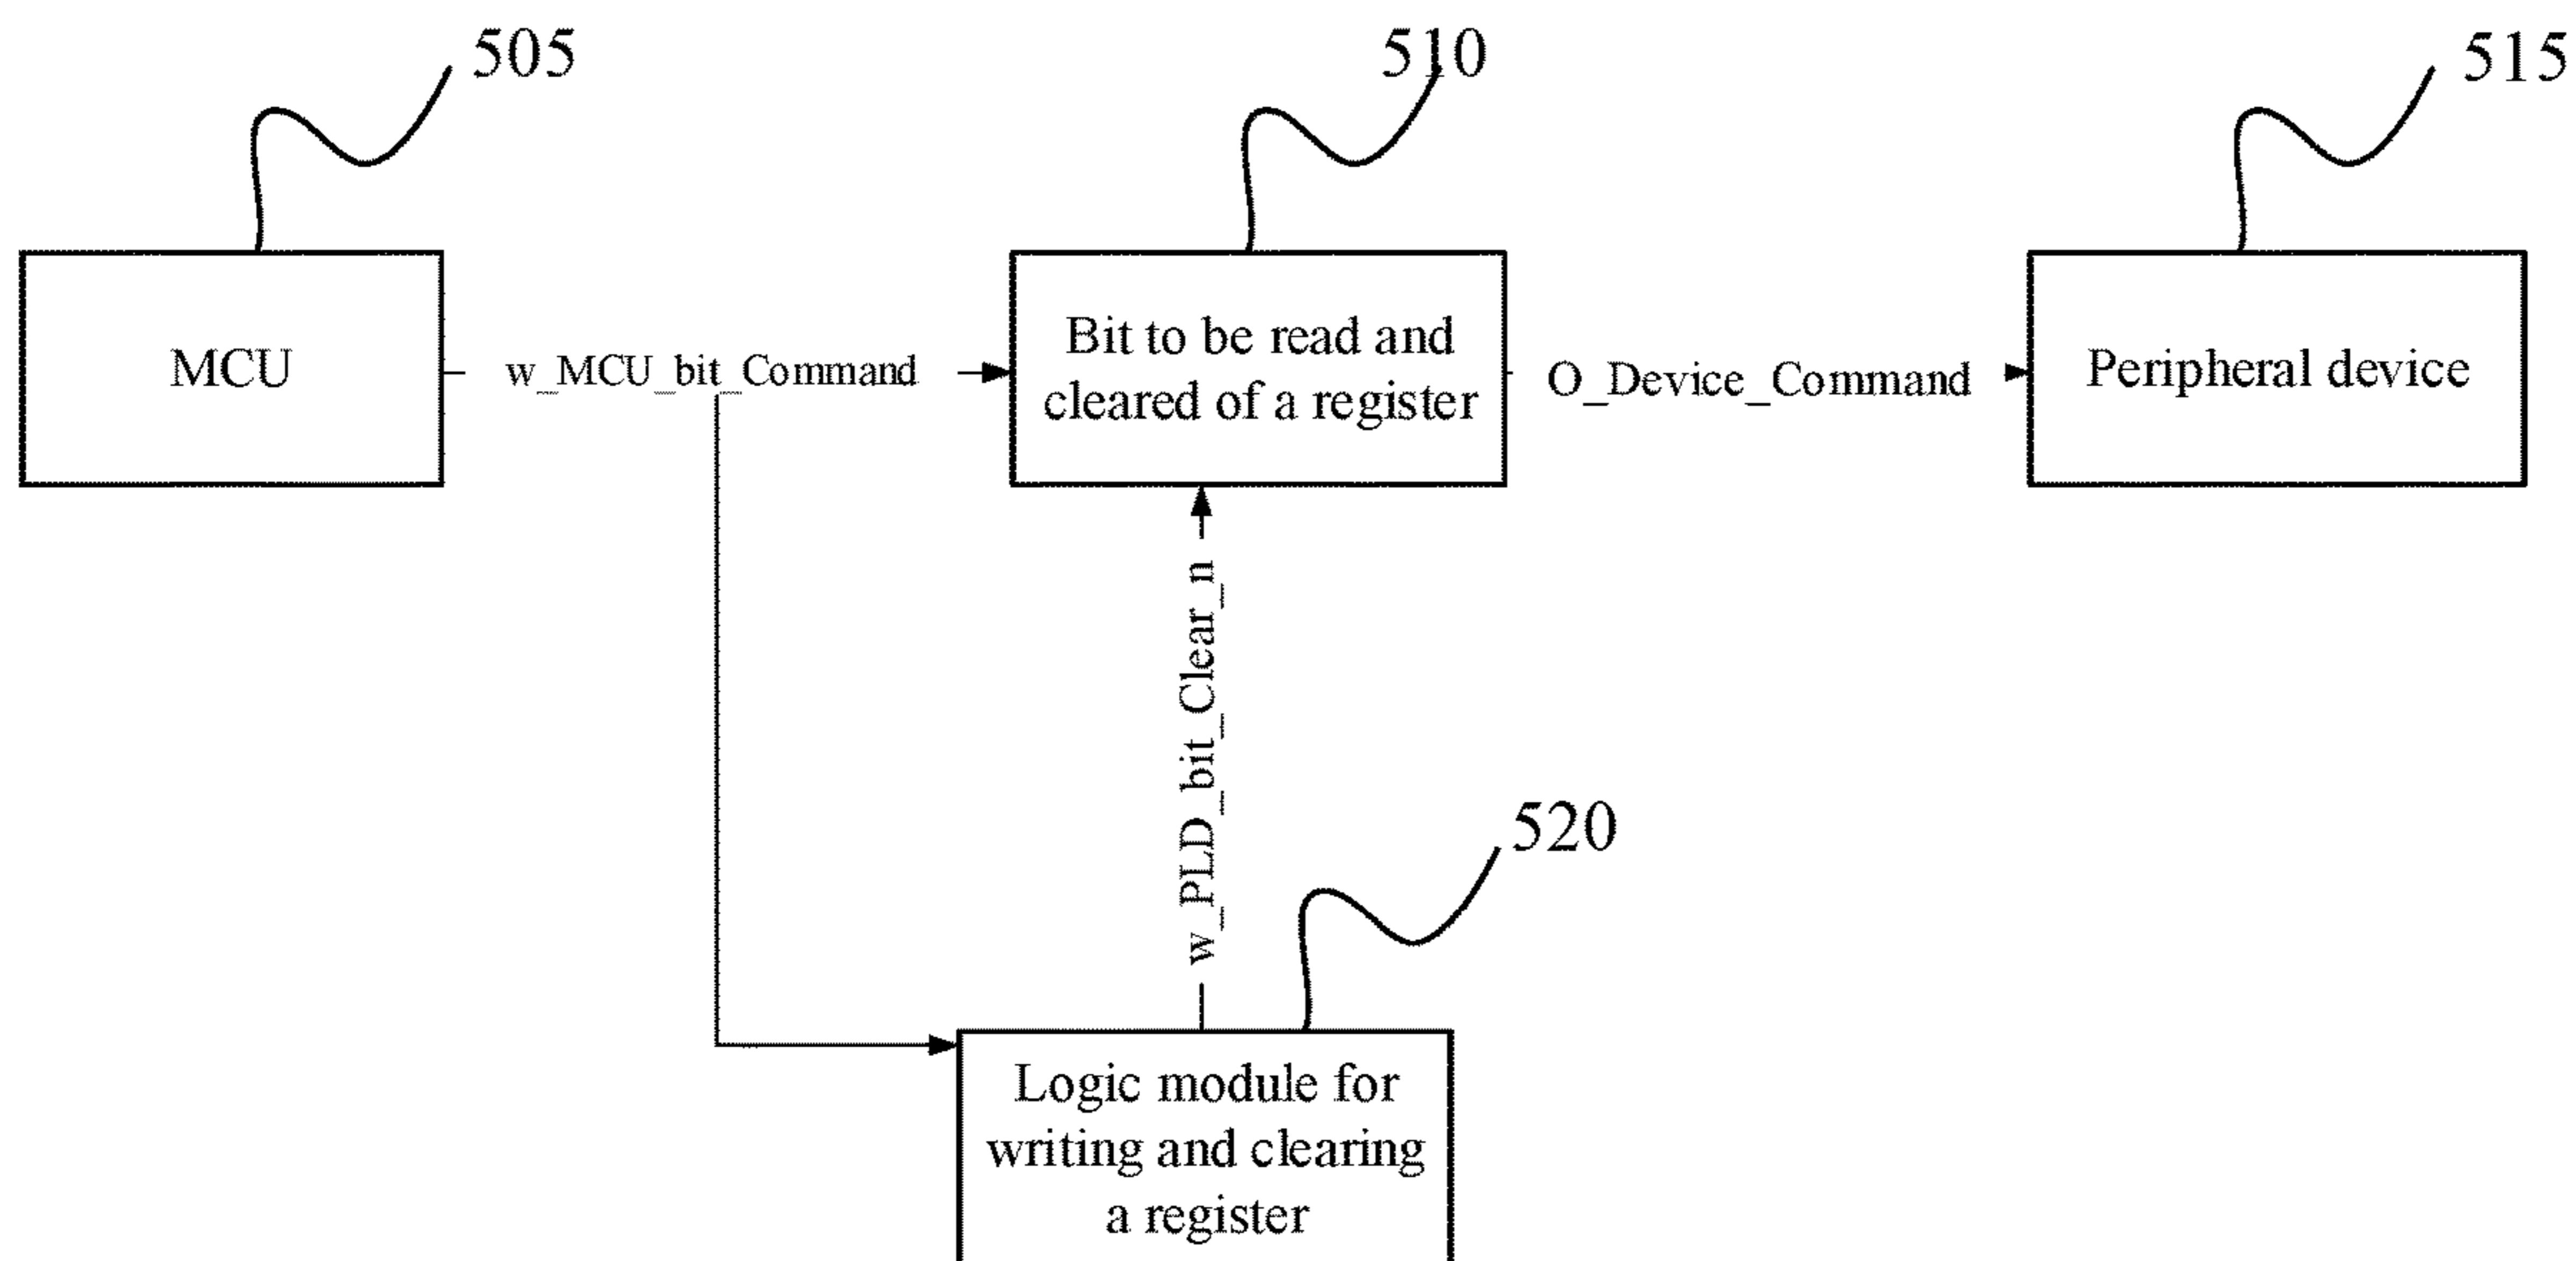 505
510
515
MCU
w_MCU_bit_Command
Bit to be read and
cleared of a register
O_Device_Command
Peripheral device
w_PLD_bit_Clear_n
520
Logic module for
writing and clearing
a register